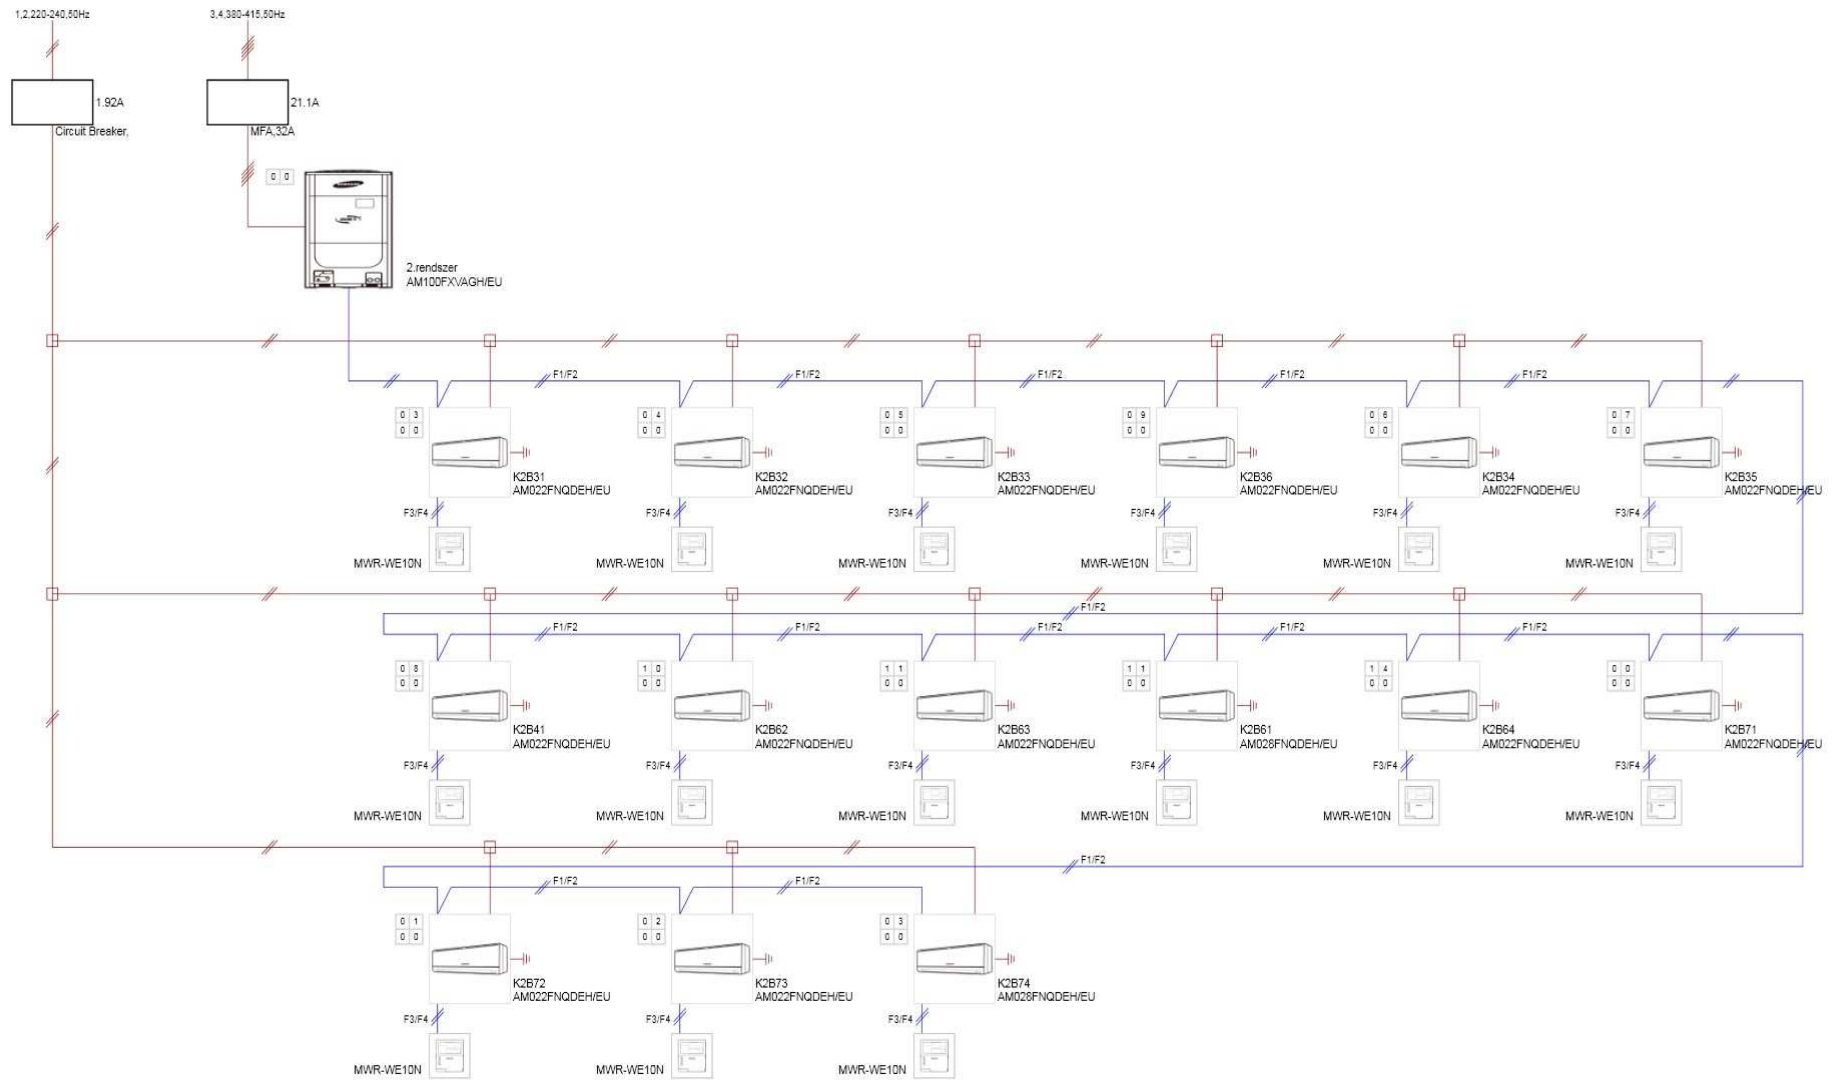 1,2,220-240,50Hz
3,4,380-415,50Hz
1.92A
21.1A
Circuit Breaker,
MFA,32A
0 0
2.rendszer
AM100FXVAGH/EU
F1/F2
F1/F2
F1/F2
F1/F2
F1/F2
0 3
0 4
0 5
0 9
0 6
0 7
0 0
0 0
0 0
0 0
0 0
0 0
K2B31
K2B32
K2B33
K2B36
K2B34
K2B35
AM022FNQDEH/EU
AM022FNQDEH/EU
AM022FNQDEH/EU
AM022FNQDEH/EU
AM022FNQDEH/EU
AM022FNQDEH/EU
F3/F4
F3/F4
F3/F4
F3/F4
F3/F4
F3/F4
MWR-WE10N
MWR-WE10N
MWR-WE10N
MWR-WE10N
MWR-WE10N
MWR-WE10N
F1/F2
F1/F2
F1/F2
F1/F2
F1/F2
F1/F2
1 0
1 1
1 1
1 4
0 0
0 0
0 0
0 0
0 0
0 0
0 0
K2B41
K2B62
K2B63
K2B61
K2B64
K2B71
AM022FNQDEH/EU
AM022FNQDEH/EU
AM022FNQDEH/EU
AM028FNQDEH/EU
AM022FNQDEH/EU
AM022FNQDEH/EU
F3/F4
F3/F4
F3/F4
F3/F4
F3/F4
F3/F4
MWR-WE10N
MWR-WE10N
MWR-WE10N
MWR-WE10N
MWR-WE10N
MWR-WE10N
F1/F2
F1/F2
F1/F2
0 1
0 2
0 3
0 0
0 0
0 0
K2B72
K2B73
K2B74
AM022FNQDEH/EU
AM022FNQDEH/EU
AM028FNQDEH/EU
F3/F4
F3/F4
F3/F4
MWR-WE10N
MWR-WE10N
MWR-WE10N